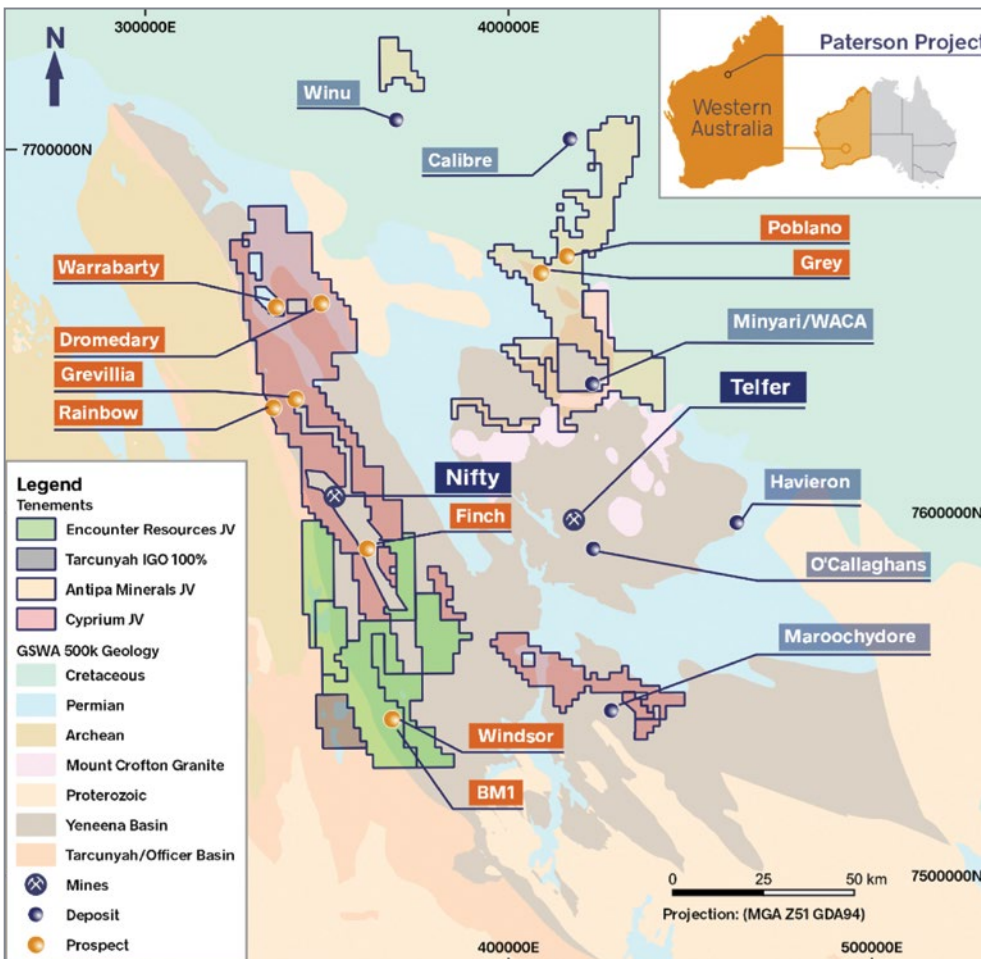 300000E
400000E
N
Paterson Project
Western
Australia
Winu
7700000N
Calibre
Poblano
Grey
Warrabarty
Minyari/WACA
Dromedary
Grevillia
Rainbow
Telfer
Nifty
Havieron
Finch
7600000N
O'Callaghans
Maroochydore
Windsor
BM1
Legend
Tenements
Encounter Resources JV
Tarcunyah IGO 100%
Antipa Minerals JV
Cyprium JV
GSWA 500k Geology
Cretaceous
Permian
Archean
Mount Crofton Granite
Proterozoic
Yeneena Basin
Tarcunyah/Officer Basin
Mines
Deposit
Prospect
7500000N
0 25 50 km
Projection: (MGA Z51 GDA94)
400000E
500000E